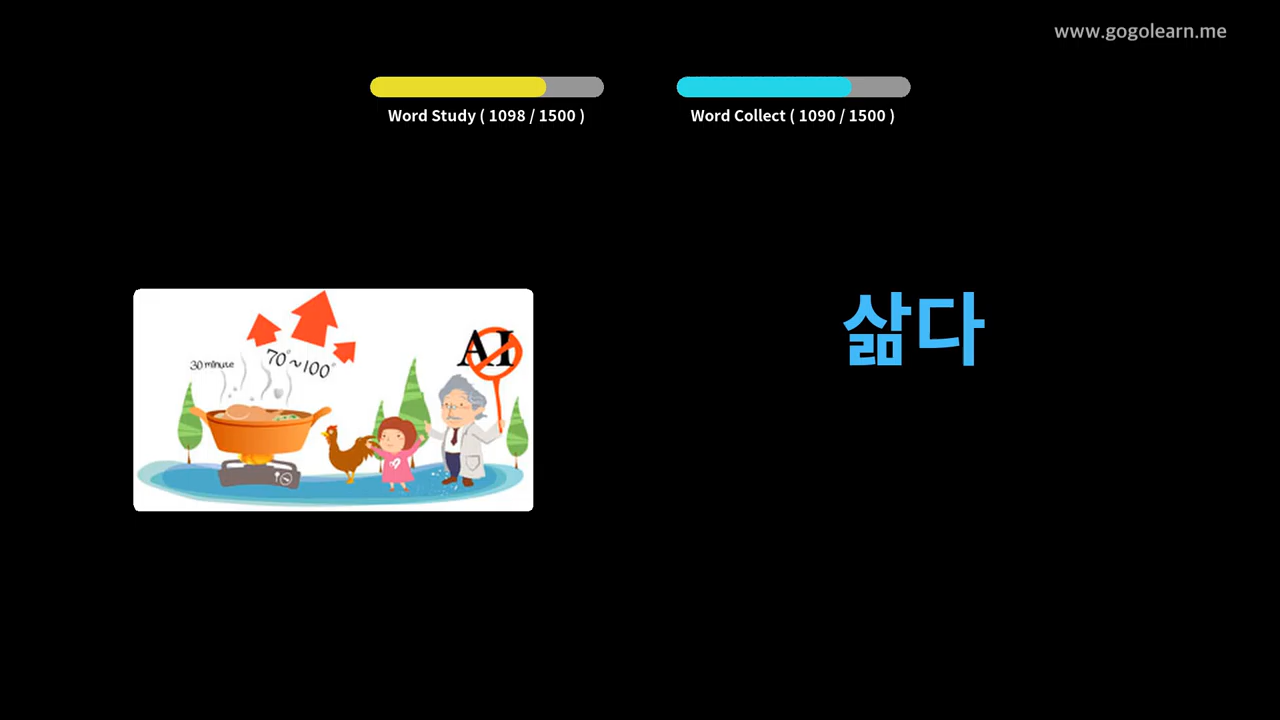 www.gogolearn.me
Word Study ( 1098 / 1500 )
Word Collect ( 1090 / 1500 )
30 minute
70°~100°
AI
삶다